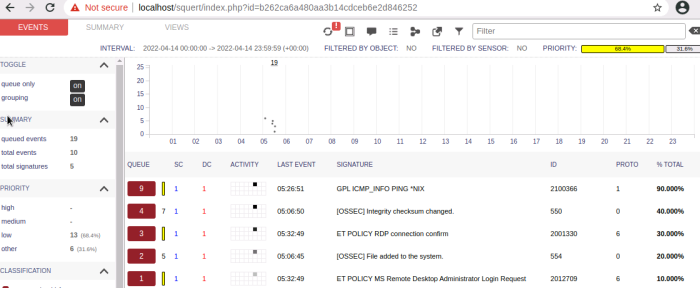 Not secure | localhost/squert/index.php?id=b262ca6a480aa3b14cdceb6e2d846252
EVENTS SUMMARY VIEWS
!
Filter
INTERVAL: 2022-04-14 00:00:00 -> 2022-04-14 23:59:59 (+00:00) FILTERED BY OBJECT: NO FILTERED BY SENSOR: NO PRIORITY: 68.4% 31.6%
TOGGLE
queue only on
grouping on
SUMMARY
queued events 19
total events 10
total signatures 5
PRIORITY
high -
medium -
low 13 (68.4%)
other 6 (31.6%)
CLASSIFICATION
19
25
20
15
10
5
0
01 02 03 04 05 06 07 08 09 10 11 12 13 14 15 16 17 18 19 20 21 22 23
QUEUE SC DC ACTIVITY LAST EVENT SIGNATURE ID PROTO % TOTAL
9 1 1 05:26:51 GPL ICMP_INFO PING *NIX 2100366 1 90.000%
4 7 1 1 05:06:50 [OSSEC] Integrity checksum changed. 550 0 40.000%
3 1 1 05:32:49 ET POLICY RDP connection confirm 2001330 6 30.000%
2 5 1 1 05:06:45 [OSSEC] File added to the system. 554 0 20.000%
1 1 1 05:32:49 ET POLICY MS Remote Desktop Administrator Login Request 2012709 6 10.000%